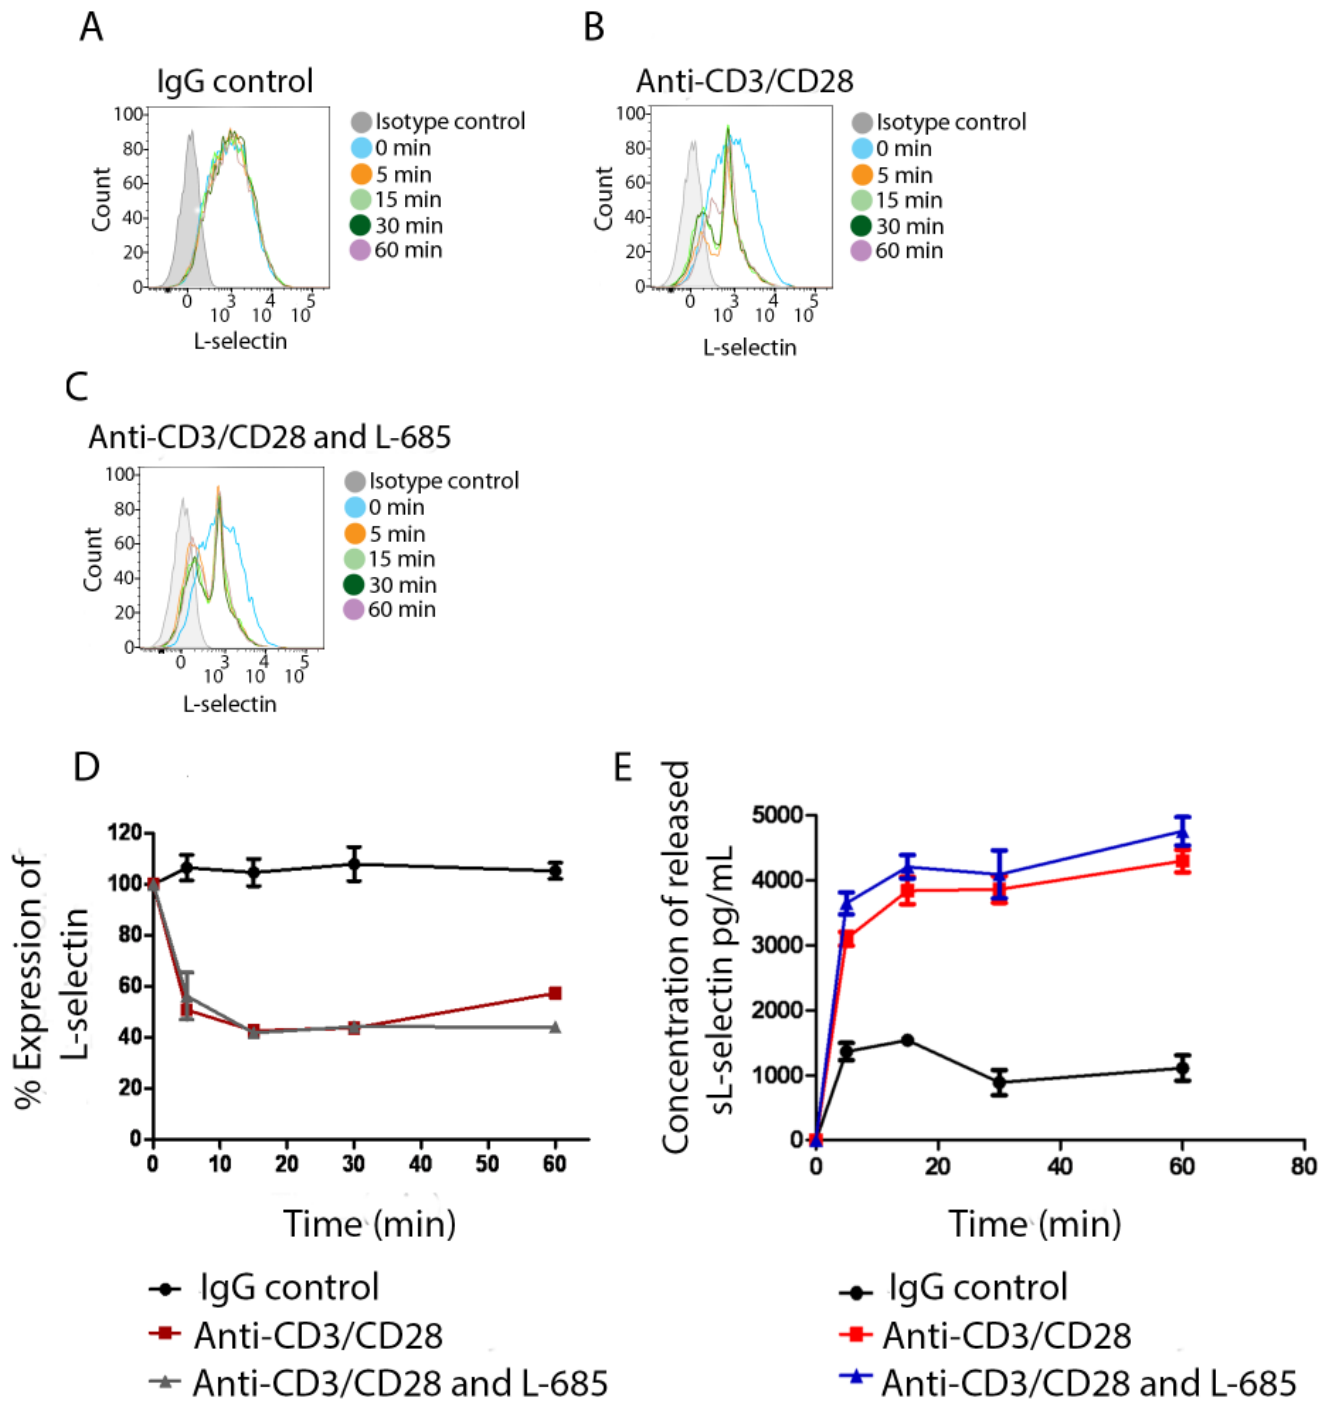 A
IgG control
100
80
60
40
20
0
Count
0 10^3 10^4 10^5
L-selectin
Isotype control
0 min
5 min
15 min
30 min
60 min
B
Anti-CD3/CD28
100
80
60
40
20
0
Count
0 10^3 10^4 10^5
L-selectin
Isotype control
0 min
5 min
15 min
30 min
60 min
C
Anti-CD3/CD28 and L-685
100
80
60
40
20
0
Count
0 10^3 10^4 10^5
L-selectin
Isotype control
0 min
5 min
15 min
30 min
60 min
D
% Expression of
L-selectin
120
100
80
60
40
20
0
0 10 20 30 40 50 60
Time (min)
IgG control
Anti-CD3/CD28
Anti-CD3/CD28 and L-685
E
Concentration of released
sL-selectin pg/mL
5000
4000
3000
2000
1000
0
0 20 40 60 80
Time (min)
IgG control
Anti-CD3/CD28
Anti-CD3/CD28 and L-685